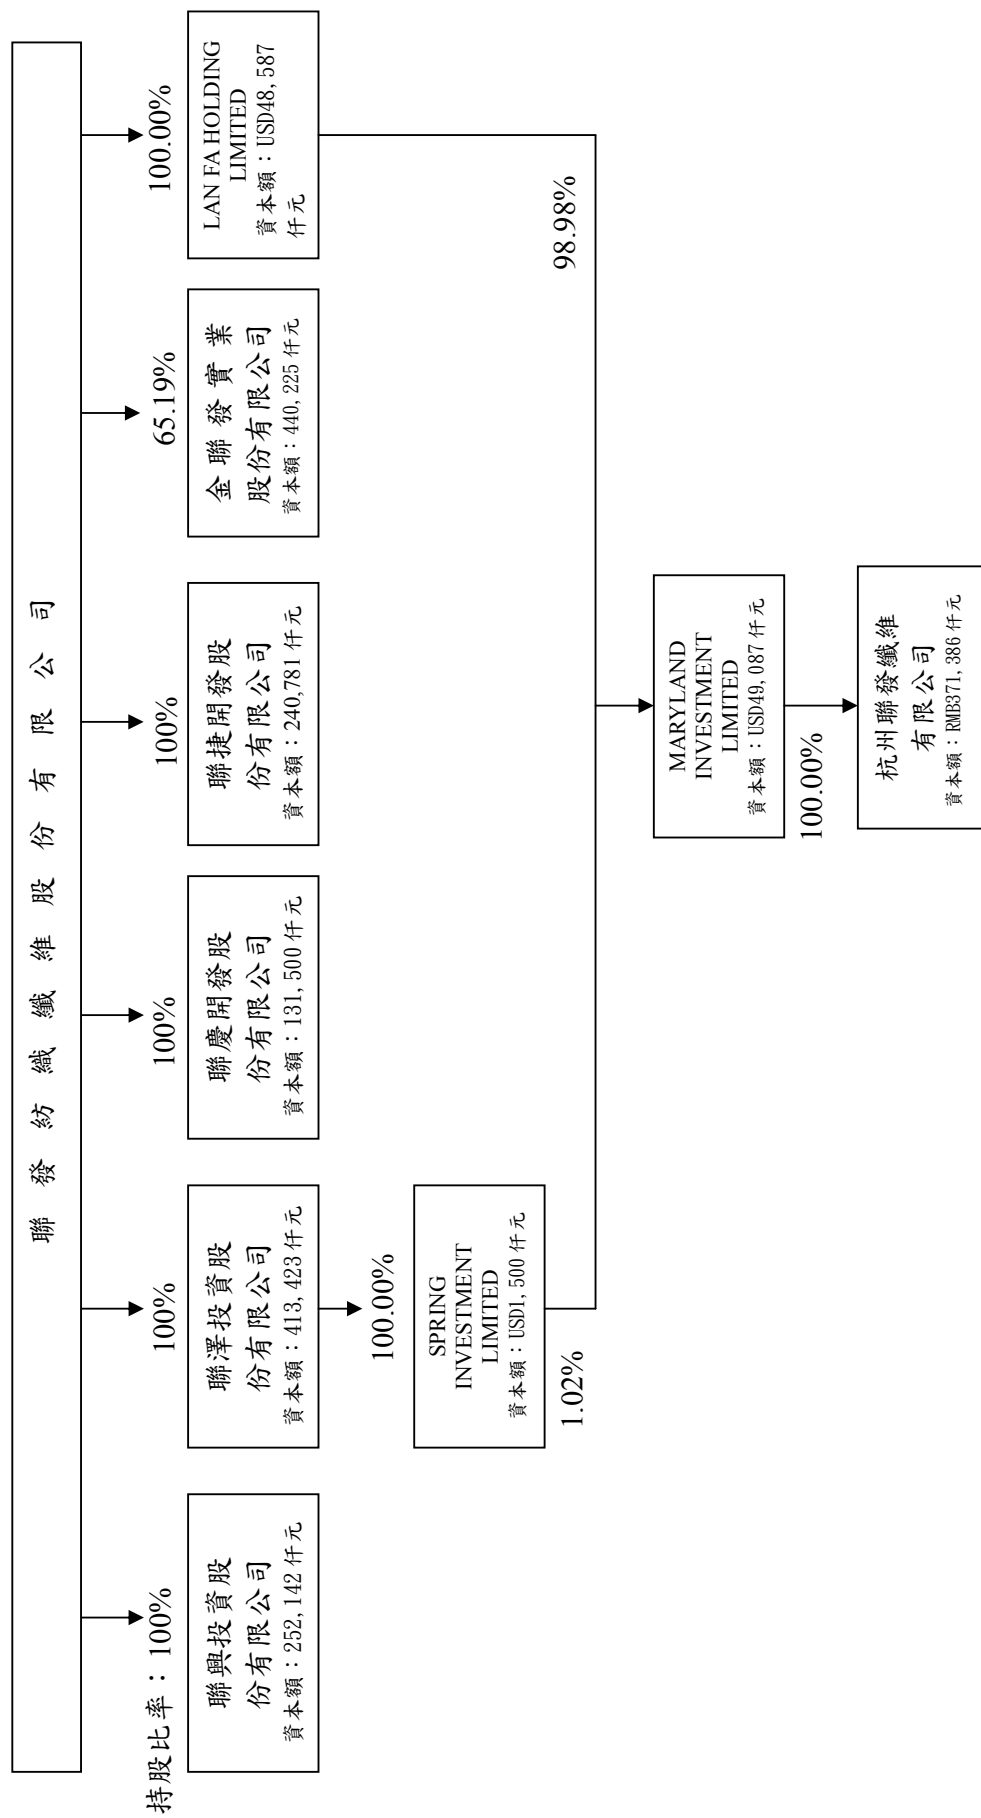 聯發紡織纖維股份有限公司
持股比率：100%
100%
100%
100%
65.19%
100.00%
聯興投資股
份有限公司
資本額：252,142仟元
聯澤投資股
份有限公司
資本額：413,423仟元
聯慶開發股
份有限公司
資本額：131,500仟元
聯捷開發股
份有限公司
資本額：240,781仟元
金聯發實業
股份有限公司
資本額：440,225仟元
LAN FA HOLDING
LIMITED
資本額：USD48,587
仟元
100.00%
SPRING
INVESTMENT
LIMITED
資本額：USD1,500仟元
1.02%
98.98%
MARYLAND
INVESTMENT
LIMITED
資本額：USD49,087仟元
100.00%
杭州聯發纖維
有限公司
資本額：RMB371,386仟元